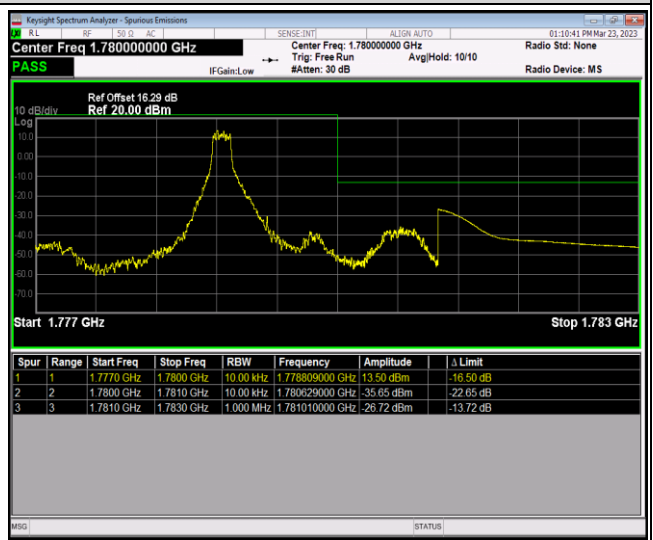 Keysight Spectrum Analyzer - Spurious Emissions
RL RF 50 Ω AC SENSE:INT ALIGN AUTO 01:10:41 PM Mar 23, 2023
Center Freq 1.780000000 GHz Center Freq: 1.780000000 GHz Radio Std: None
Trig: Free Run Avg|Hold: 10/10
PASS IFGain:Low #Atten: 30 dB Radio Device: MS
Ref Offset 16.29 dB
10 dB/div Ref 20.00 dBm
Log
10.0
0.00
-10.0
-20.0
-30.0
-40.0
-50.0
-60.0
-70.0
Start 1.777 GHz Stop 1.783 GHz
Spur Range Start Freq Stop Freq RBW Frequency Amplitude Δ Limit
1 1 1.7770 GHz 1.7800 GHz 10.00 kHz 1.778809000 GHz 13.50 dBm -16.50 dB
2 2 1.7800 GHz 1.7810 GHz 10.00 kHz 1.780629000 GHz -35.65 dBm -22.65 dB
3 3 1.7810 GHz 1.7830 GHz 1.000 MHz 1.781010000 GHz -26.72 dBm -13.72 dB
MSG STATUS